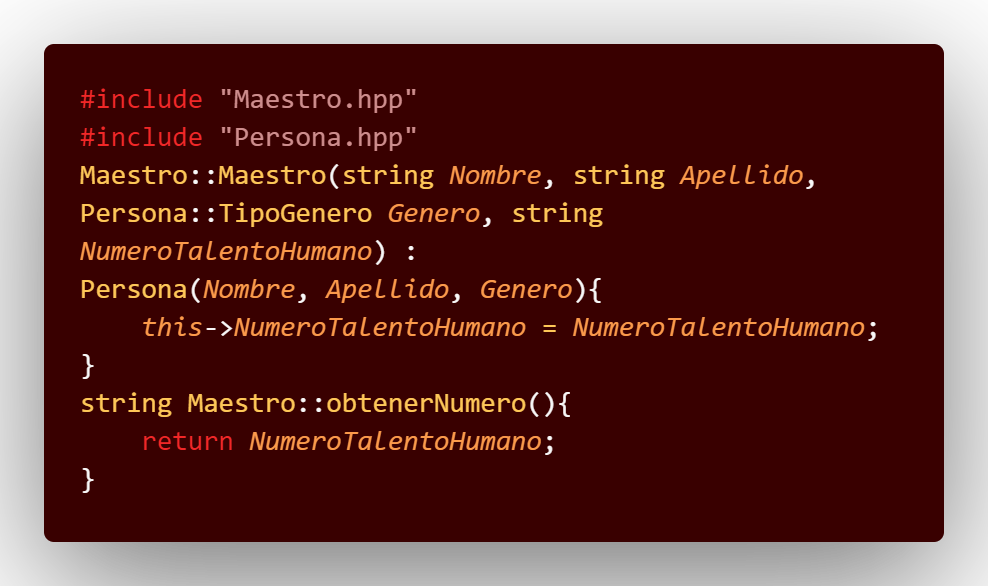 #include "Maestro.hpp"
#include "Persona.hpp"
Maestro::Maestro(string Nombre, string Apellido,
Persona::TipoGenero Genero, string
NumeroTalentoHumano) :
Persona(Nombre, Apellido, Genero){
    this->NumeroTalentoHumano = NumeroTalentoHumano;
}
string Maestro::obtenerNumero(){
    return NumeroTalentoHumano;
}